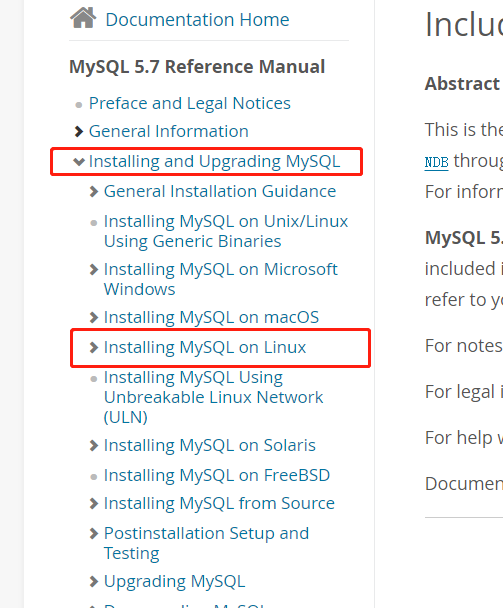 Documentation Home
MySQL 5.7 Reference Manual
Preface and Legal Notices
General Information
Installing and Upgrading MySQL
General Installation Guidance
Installing MySQL on Unix/Linux
Using Generic Binaries
Installing MySQL on Microsoft
Windows
Installing MySQL on macOS
Installing MySQL on Linux
Installing MySQL Using
Unbreakable Linux Network
(ULN)
Installing MySQL on Solaris
Installing MySQL on FreeBSD
Installing MySQL from Source
Postinstallation Setup and
Testing
Upgrading MySQL
Abstract
This is the
NDB throug
For inform
MySQL 5.
included i
refer to y
For notes
For legal i
For help w
Documen